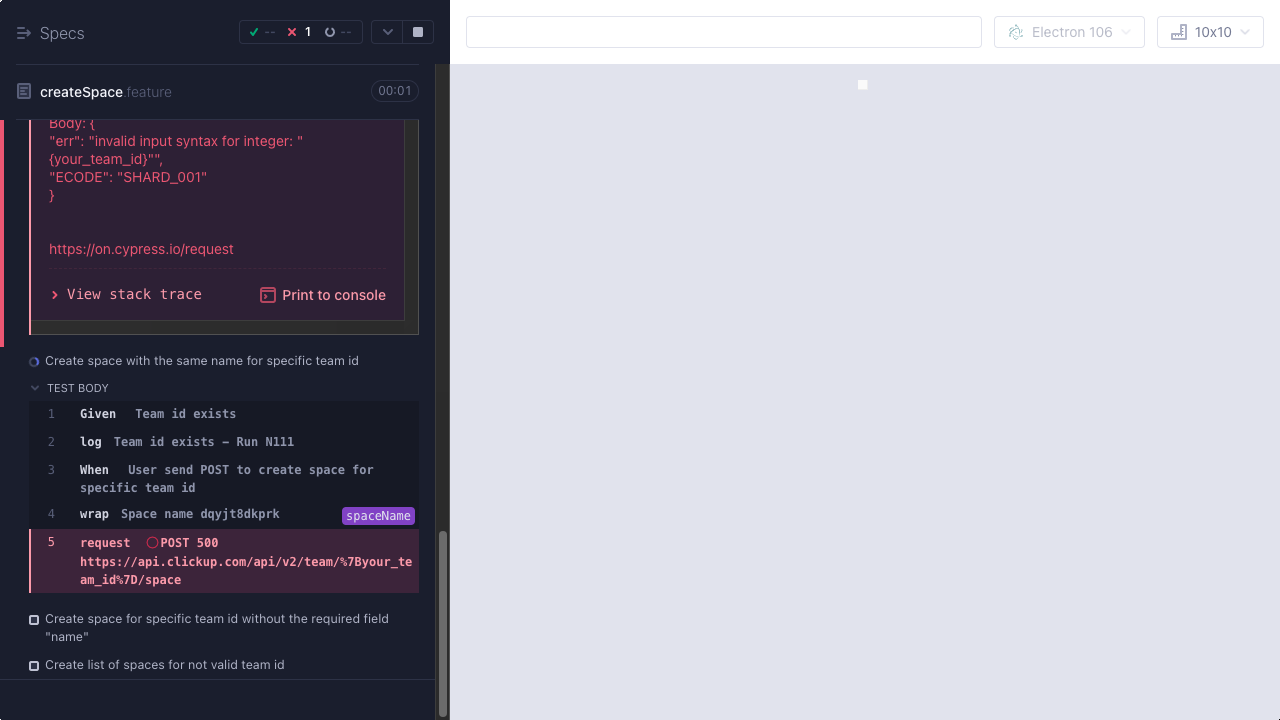 Specs
--
1
--
Electron 106
10x10
createSpace.feature
00:01
Body: {
"err": "invalid input syntax for integer: "
{your_team_id}"",
"ECODE": "SHARD_001"
}
https://on.cypress.io/request
View stack trace
Print to console
Create space with the same name for specific team id
TEST BODY
1 Given Team id exists
2 log Team id exists – Run N111
3 When User send POST to create space for
specific team id
4 wrap Space name dqyjt8dkprk spaceName
5 request POST 500
https://api.clickup.com/api/v2/team/%7Byour_te
am_id%7D/space
Create space for specific team id without the required field
"name"
Create list of spaces for not valid team id